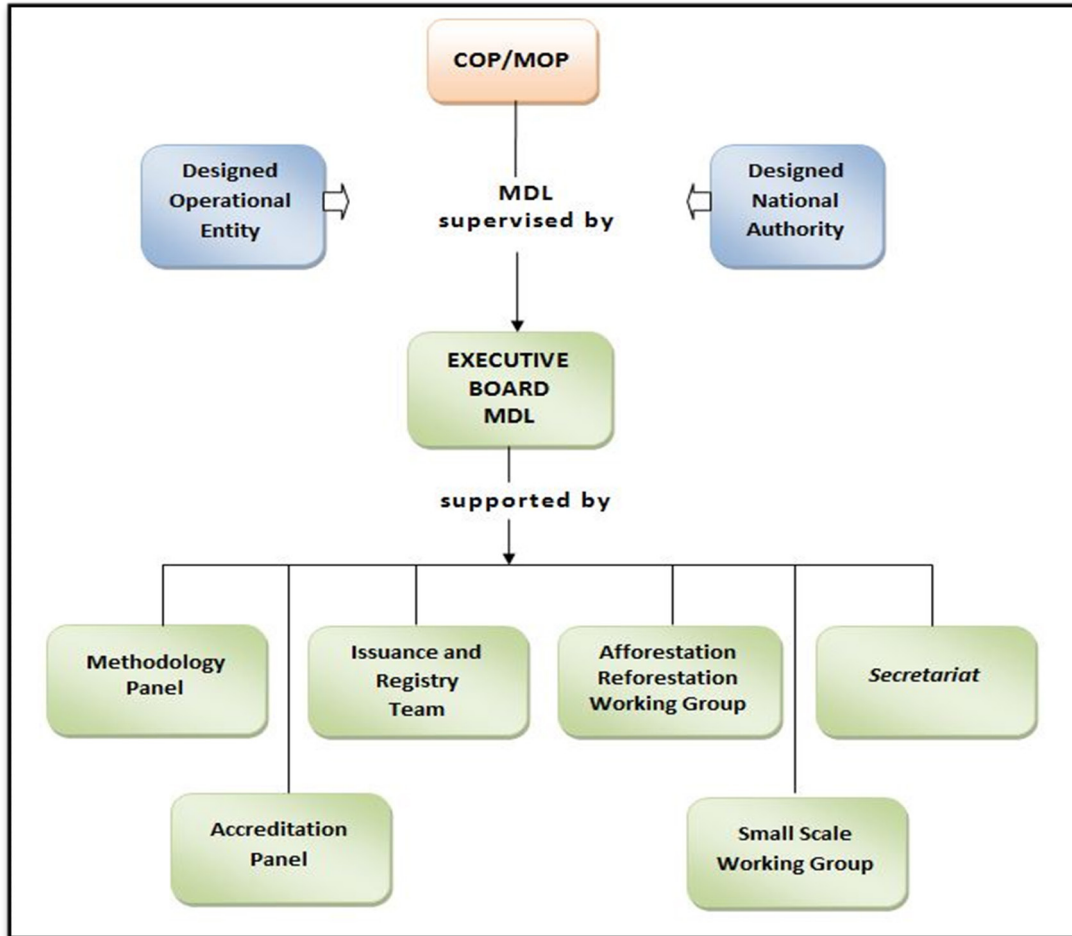 COP/MOP
Designed
Operational
Entity
MDL
supervised by
Designed
National
Authority
EXECUTIVE
BOARD
MDL
supported by
Methodology
Panel
Issuance and
Registry
Team
Afforestation
Reforestation
Working Group
Secretariat
Accreditation
Panel
Small Scale
Working Group